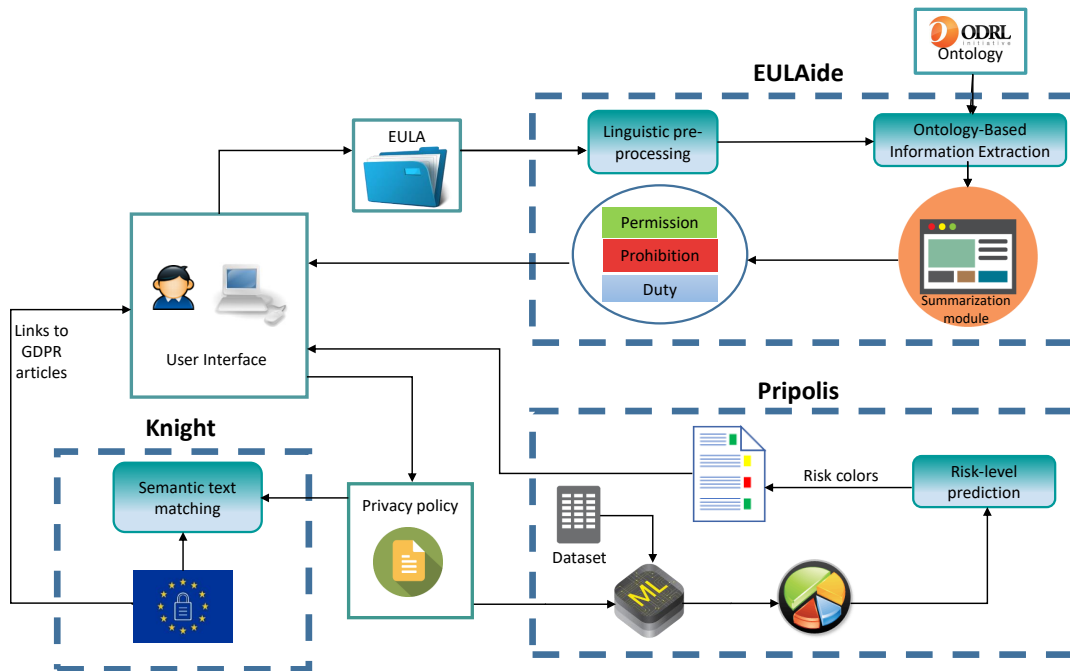 ODRL
initiative
Ontology
EULAide
EULA
Linguistic pre-
processing
Ontology-Based
Information Extraction
Permission
Prohibition
Duty
Summarization
module
Links to
GDPR
articles
User Interface
Pripolis
Knight
Semantic text
matching
Privacy policy
Risk colors
Risk-level
prediction
Dataset
ML